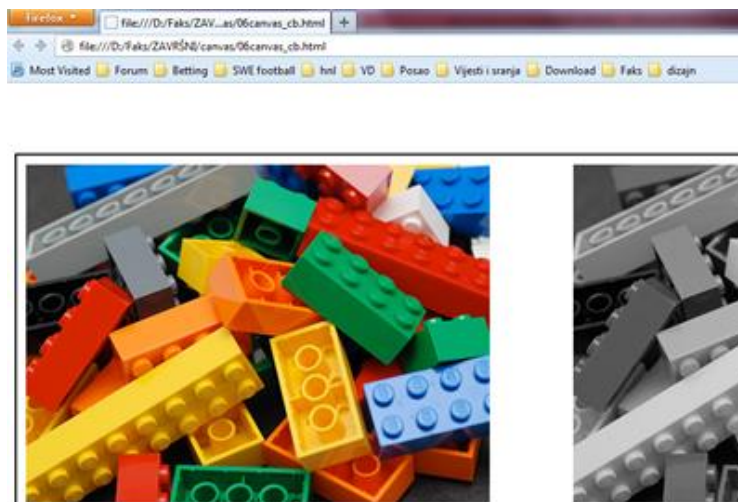 Firefox
file:///D:/Faks/ZAV...as/06canvas_cb.html +
file:///D:/Faks/ZAVRŠNI/canvas/06canvas_cb.html
Most Visited Forum Betting SWE football hnl VD Posao Vijesti i sranja Download Faks dizajn